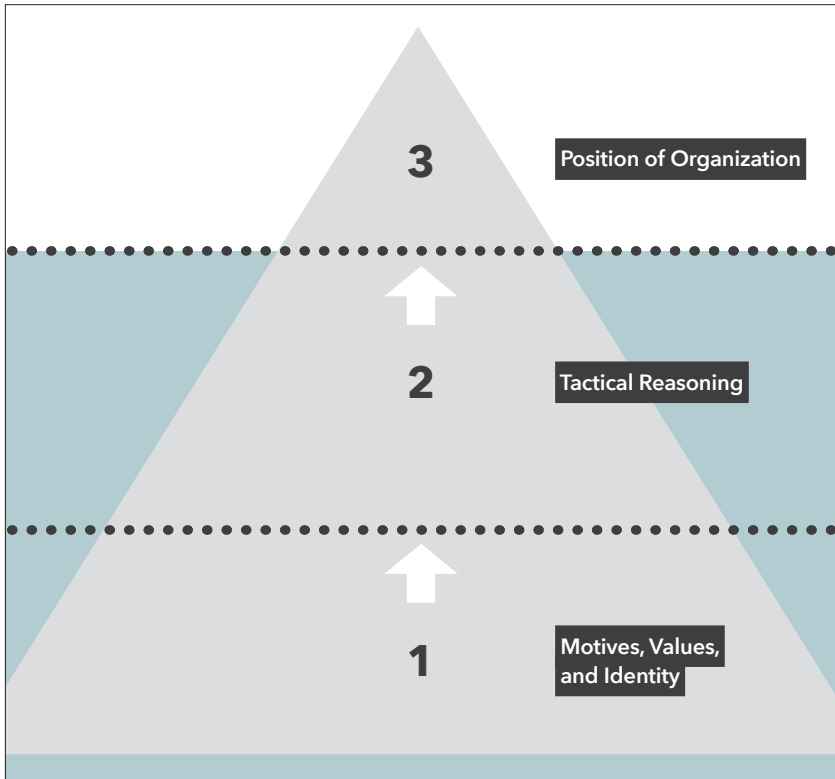 3
Position of Organization
2
Tactical Reasoning
1
Motives, Values,
and Identity